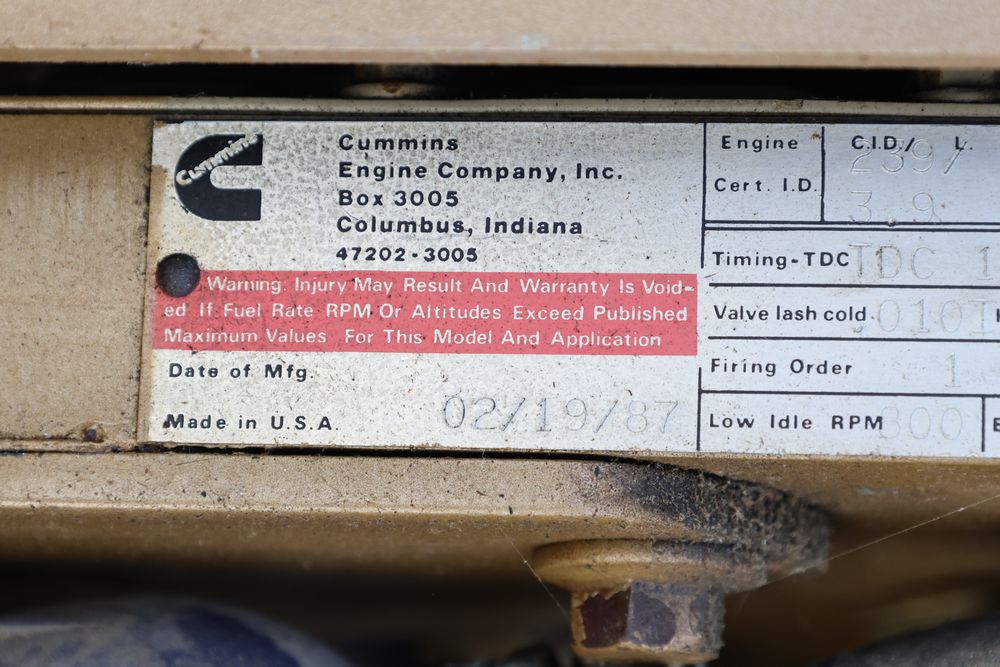 Cummins
Cummins
Engine Company, Inc.
Box 3005
Columbus, Indiana
47202-3005
Warning: Injury May Result And Warranty Is Void-
ed If Fuel Rate RPM Or Altitudes Exceed Published
Maximum Values For This Model And Application
Date of Mfg.
02/19/87
Made in U.S.A.
Engine
Cert. I.D.
C.I.D./ L.
239/
3.9
Timing-TDC TDC 1
Valve lash cold 010I
Firing Order 1
Low Idle RPM 800